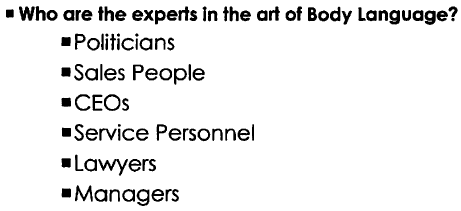 ▪ Who are the experts in the art of Body Language?
▪ Politicians
▪ Sales People
▪ CEOs
▪ Service Personnel
▪ Lawyers
▪ Managers